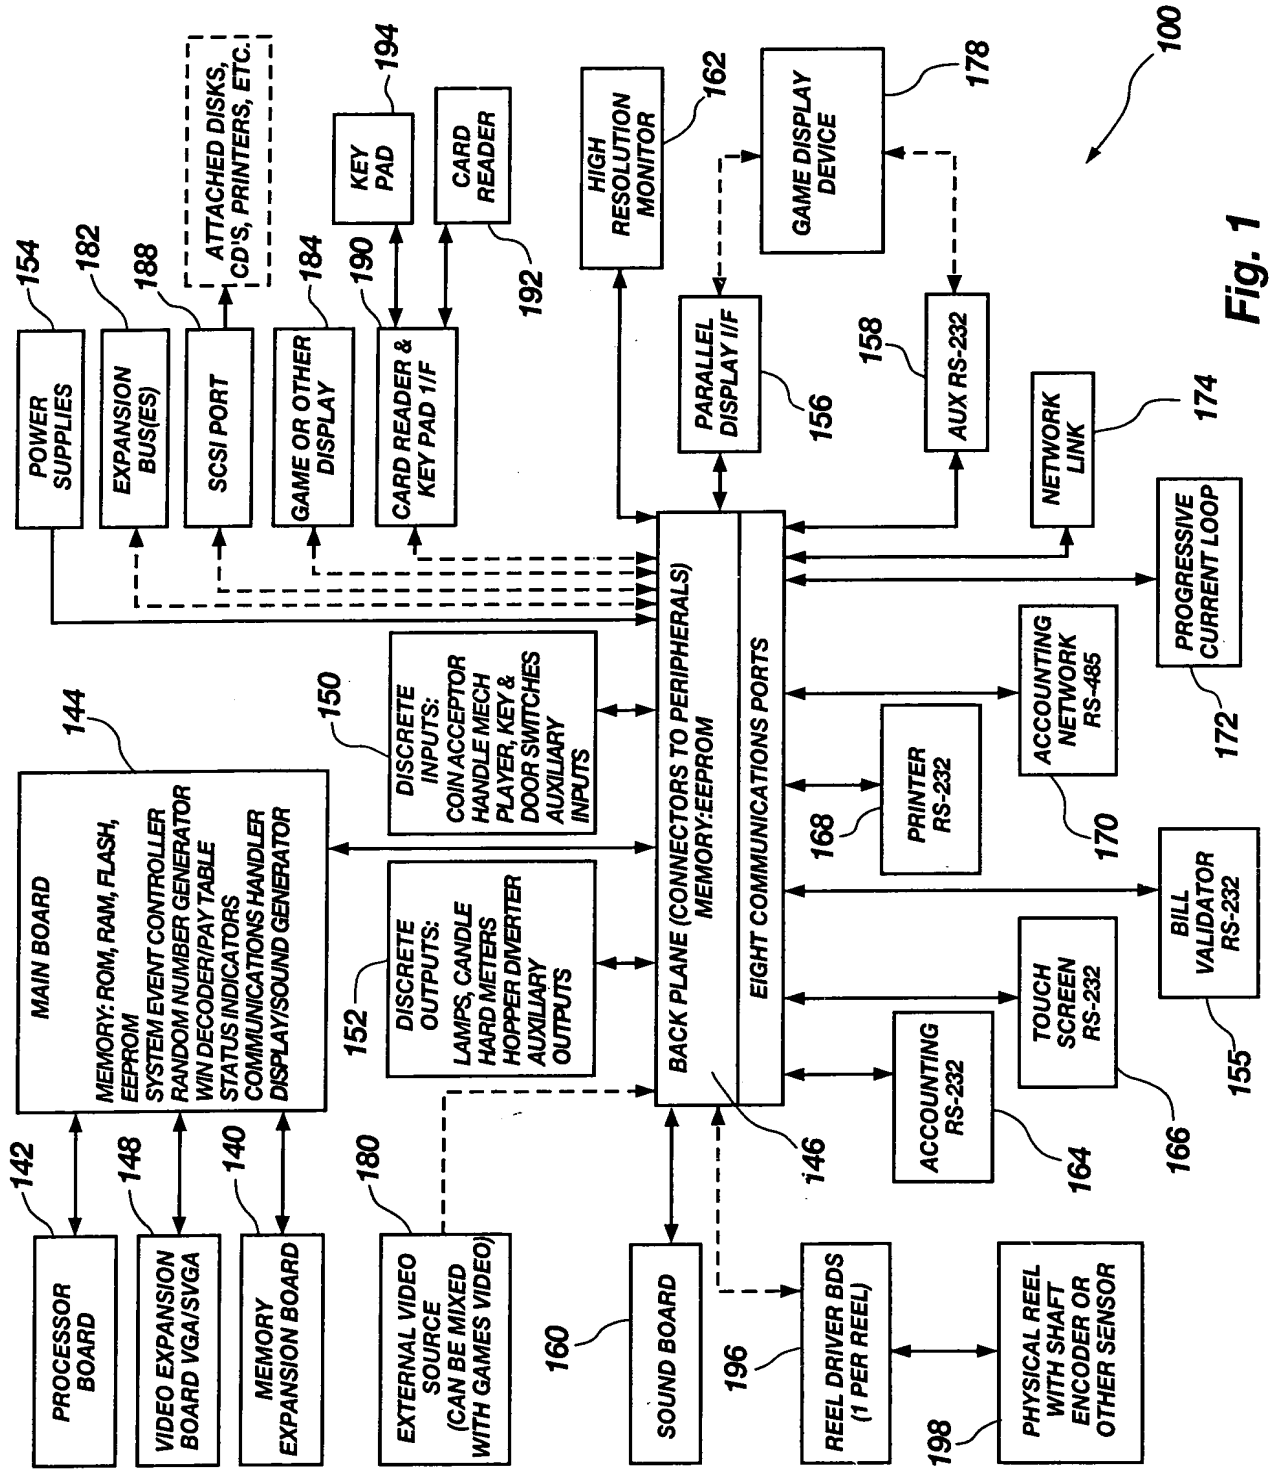 PROCESSOR
BOARD
142
VIDEO EXPANSION
BOARD VGA/SVGA
148
MEMORY
EXPANSION BOARD
140
MAIN BOARD
MEMORY: ROM, RAM, FLASH,
EEPROM
SYSTEM EVENT CONTROLLER
RANDOM NUMBER GENERATOR
WIN DECODER/PAY TABLE
STATUS INDICATORS
COMMUNICATIONS HANDLER
DISPLAY/SOUND GENERATOR
144
POWER
SUPPLIES
154
EXPANSION
BUS(ES)
182
SCSI PORT
188
ATTACHED DISKS,
CD'S, PRINTERS, ETC.
GAME OR OTHER
DISPLAY
184
CARD READER &
KEY PAD 1/F
190
KEY
PAD
194
CARD
READER
192
EXTERNAL VIDEO
SOURCE
(CAN BE MIXED
WITH GAMES VIDEO)
180
DISCRETE
OUTPUTS:
LAMPS, CANDLE
HARD METERS
HOPPER DIVERTER
AUXILIARY
OUTPUTS
152
DISCRETE
INPUTS:
COIN ACCEPTOR
HANDLE MECH
PLAYER, KEY &
DOOR SWITCHES
AUXILIARY
INPUTS
150
HIGH
RESOLUTION
MONITOR
162
SOUND BOARD
160
BACK PLANE (CONNECTORS TO PERIPHERALS)
MEMORY:EEPROM
EIGHT COMMUNICATIONS PORTS
146
PARALLEL
DISPLAY I/F
156
GAME DISPLAY
DEVICE
178
REEL DRIVER BDS
(1 PER REEL)
196
PHYSICAL REEL
WITH SHAFT
ENCODER OR
OTHER SENSOR
198
ACCOUNTING
RS-232
164
TOUCH
SCREEN
RS-232
166
BILL
VALIDATOR
RS-232
155
PRINTER
RS-232
168
ACCOUNTING
NETWORK
RS-485
170
PROGRESSIVE
CURRENT LOOP
172
NETWORK
LINK
174
AUX RS-232
158
100
Fig. 1